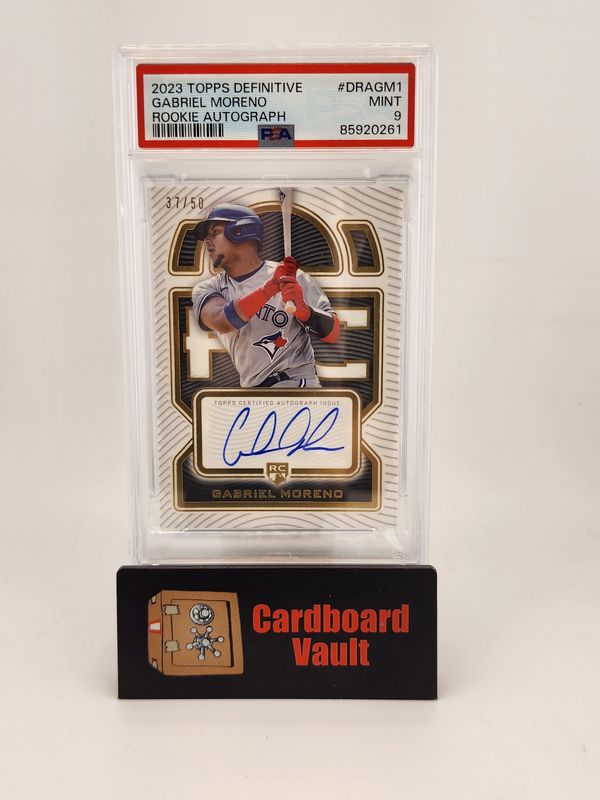 2023 TOPPS DEFINITIVE #DRAGM1
GABRIEL MORENO MINT
ROOKIE AUTOGRAPH 9
PSA 85920261
37/50
NTO
TOPPS CERTIFIED AUTOGRAPH ISSUE
RC
GABRIEL MORENO
Cardboard
Vault